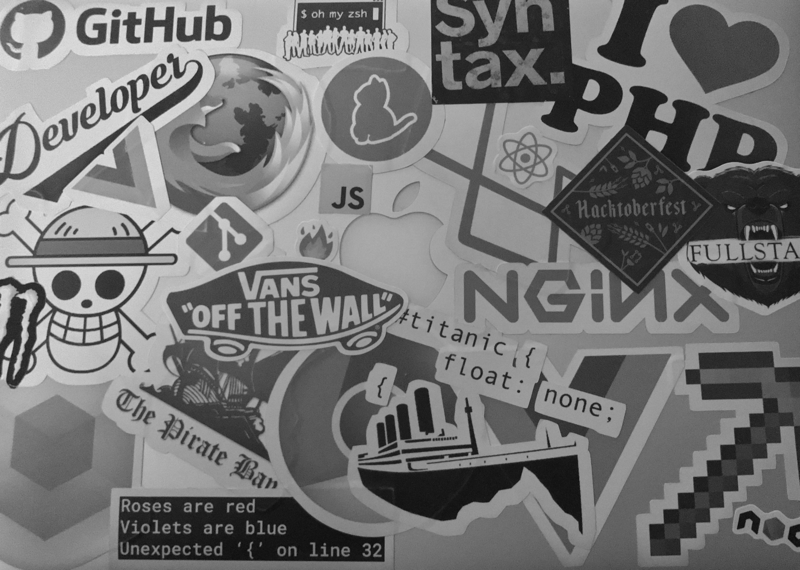 GitHub
$ oh my zsh
Syn
tax.
I
PHP
Developer
JS
Hacktoberfest
FULLSTA
VANS
"OFF THE WALL"
NGiNX
#titanic {
float: none;
{
The Pirate Bay
Roses are red
Violets are blue
Unexpected '{' on line 32